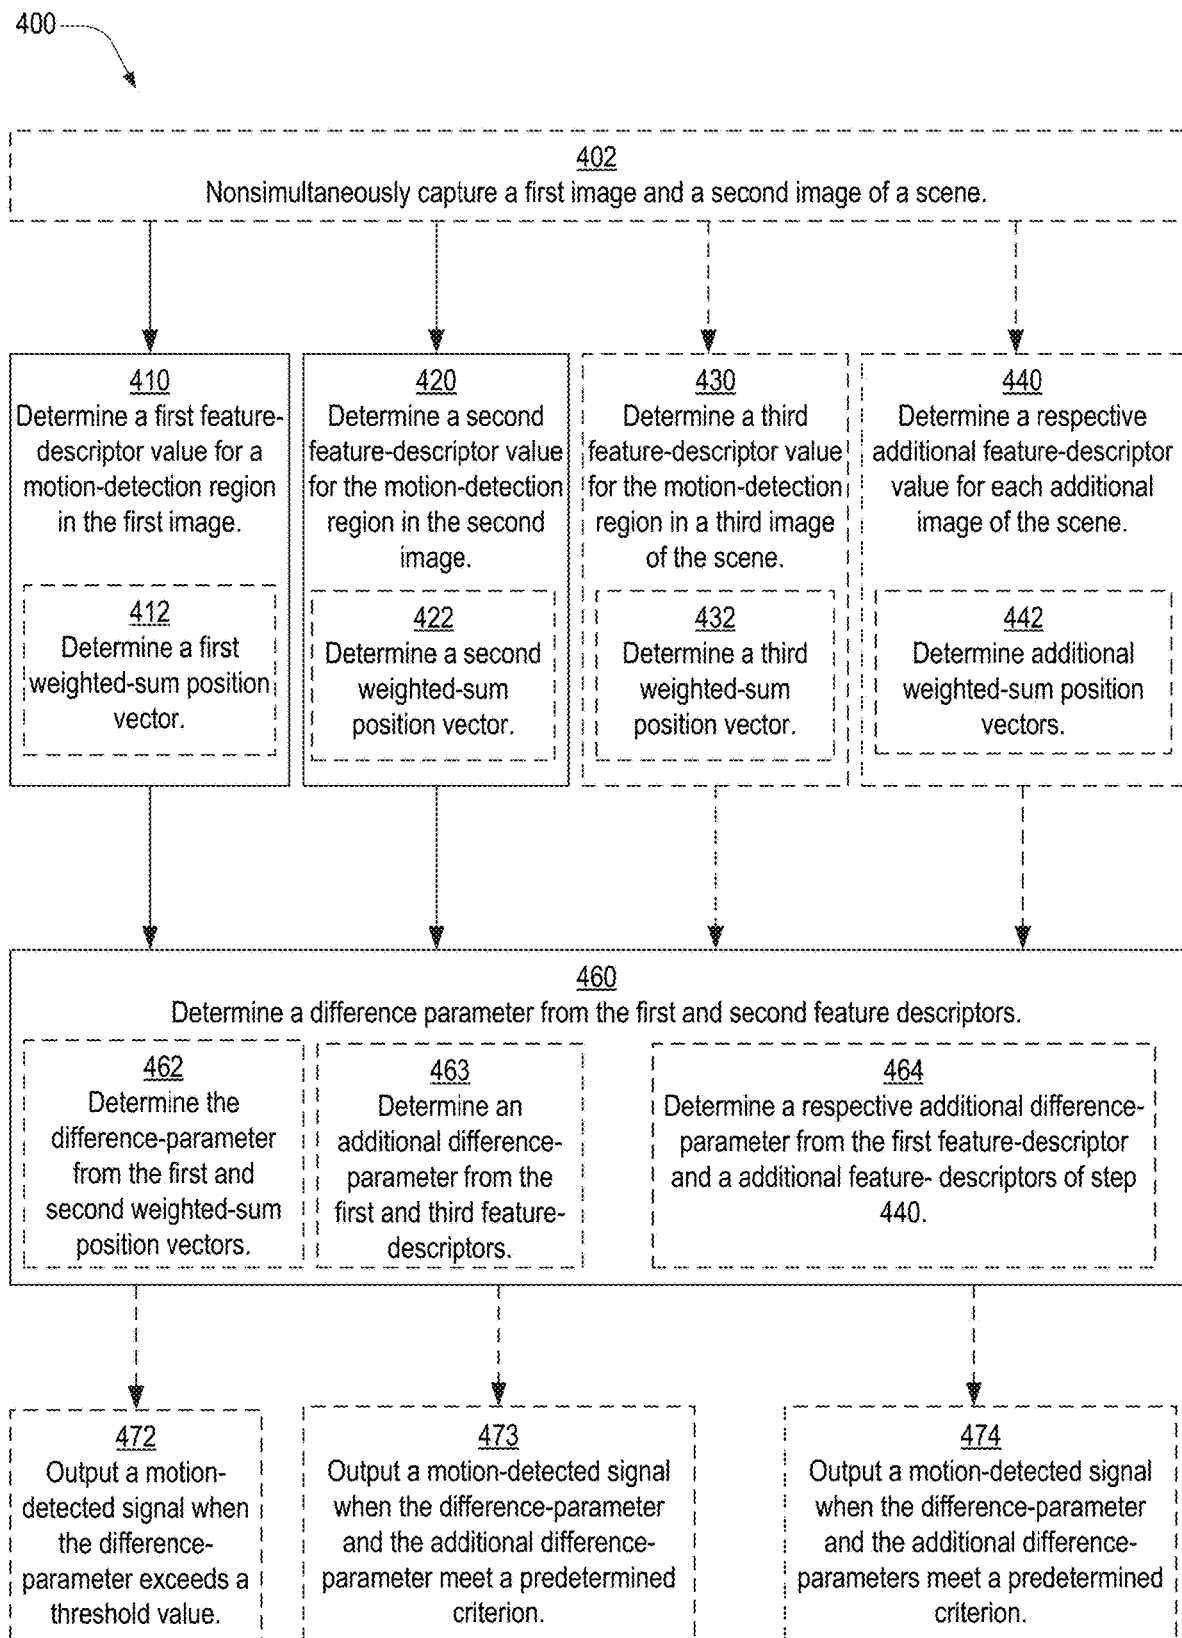 400
402
Nonsimultaneously capture a first image and a second image of a scene.
410
Determine a first feature-
descriptor value for a
motion-detection region
in the first image.
412
Determine a first
weighted-sum position
vector.
420
Determine a second
feature-descriptor value
for the motion-detection
region in the second
image.
422
Determine a second
weighted-sum
position vector.
430
Determine a third
feature-descriptor value
for the motion-detection
region in a third image
of the scene.
432
Determine a third
weighted-sum
position vector.
440
Determine a respective
additional feature-descriptor
value for each additional
image of the scene.
442
Determine additional
weighted-sum position
vectors.
460
Determine a difference parameter from the first and second feature descriptors.
462
Determine the
difference-parameter
from the first and
second weighted-sum
position vectors.
463
Determine an
additional difference-
parameter from the
first and third feature-
descriptors.
464
Determine a respective additional difference-
parameter from the first feature-descriptor
and a additional feature- descriptors of step
440.
472
Output a motion-
detected signal when
the difference-
parameter exceeds a
threshold value.
473
Output a motion-detected signal
when the difference-parameter
and the additional difference-
parameter meet a predetermined
criterion.
474
Output a motion-detected signal
when the difference-parameter
and the additional difference-
parameters meet a predetermined
criterion.